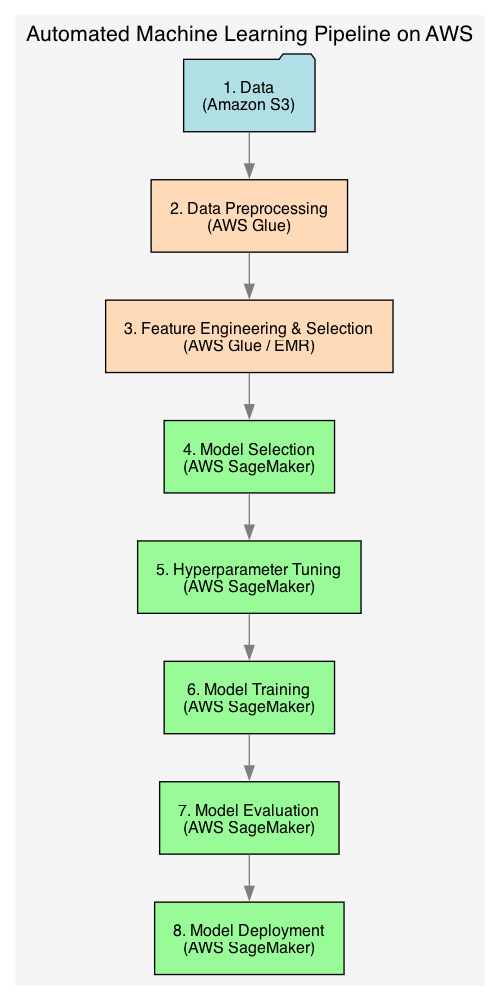 Automated Machine Learning Pipeline on AWS
1. Data
(Amazon S3)
2. Data Preprocessing
(AWS Glue)
3. Feature Engineering & Selection
(AWS Glue / EMR)
4. Model Selection
(AWS SageMaker)
5. Hyperparameter Tuning
(AWS SageMaker)
6. Model Training
(AWS SageMaker)
7. Model Evaluation
(AWS SageMaker)
8. Model Deployment
(AWS SageMaker)